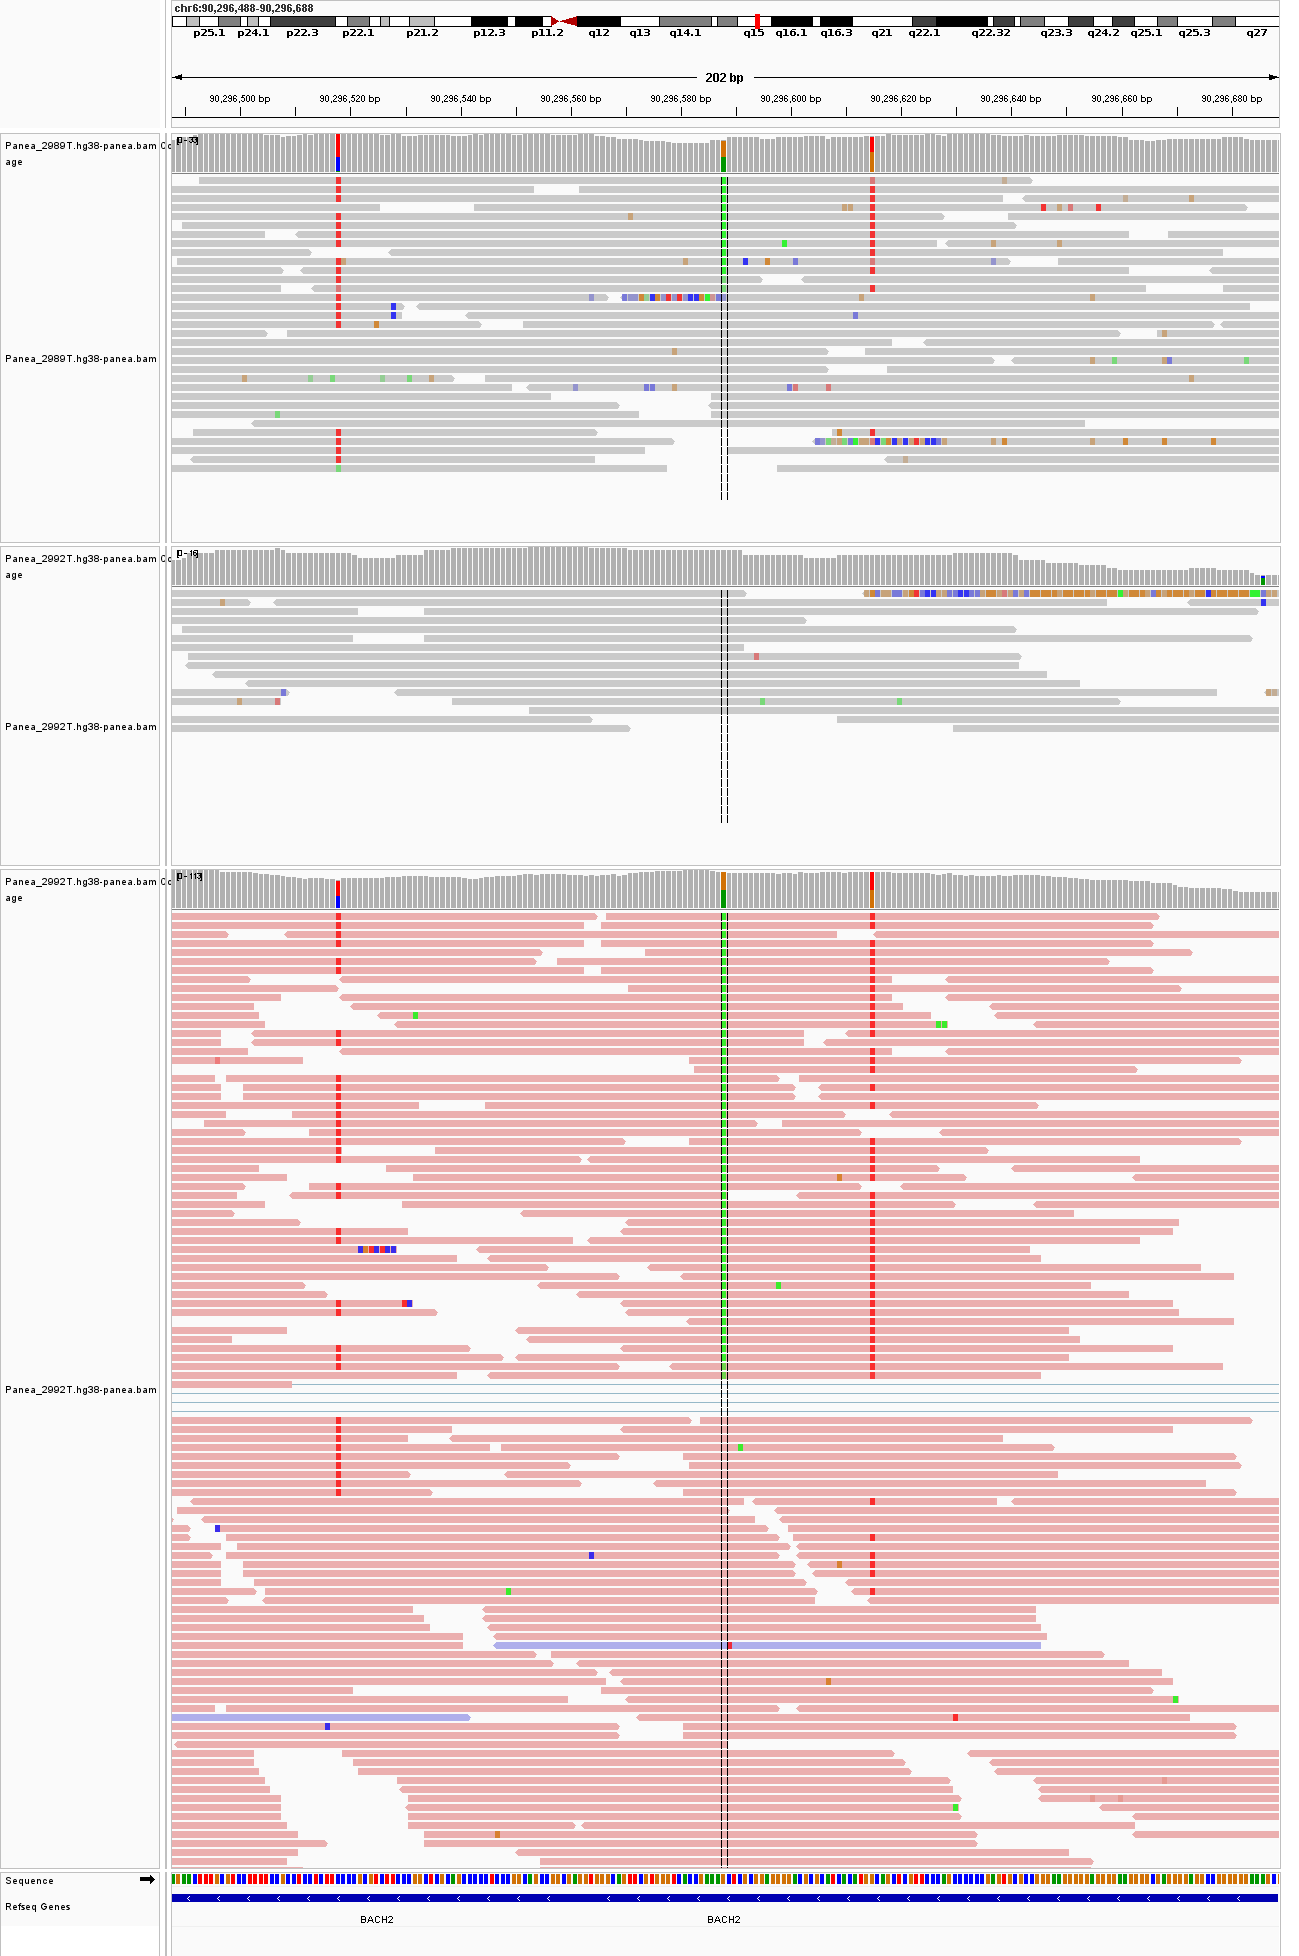 chr6:90,296,488-90,296,688
p25.1 p24.1 p22.3 p22.1 p21.2 p12.3 p11.2 q12 q13 q14.1 q15 q16.1 q16.3 q21 q22.1 q22.32 q23.3 q24.2 q25.1 q25.3 q27
202 bp
90,296,500 bp 90,296,520 bp 90,296,540 bp 90,296,560 bp 90,296,580 bp 90,296,600 bp 90,296,620 bp 90,296,640 bp 90,296,660 bp 90,296,680 bp
Panea_2989T.hg38-panea.bam Co
age
Panea_2989T.hg38-panea.bam
Panea_2992T.hg38-panea.bam Co
age
Panea_2992T.hg38-panea.bam
Panea_2992T.hg38-panea.bam Co
age
Panea_2992T.hg38-panea.bam
Sequence
Refseq Genes
BACH2 BACH2